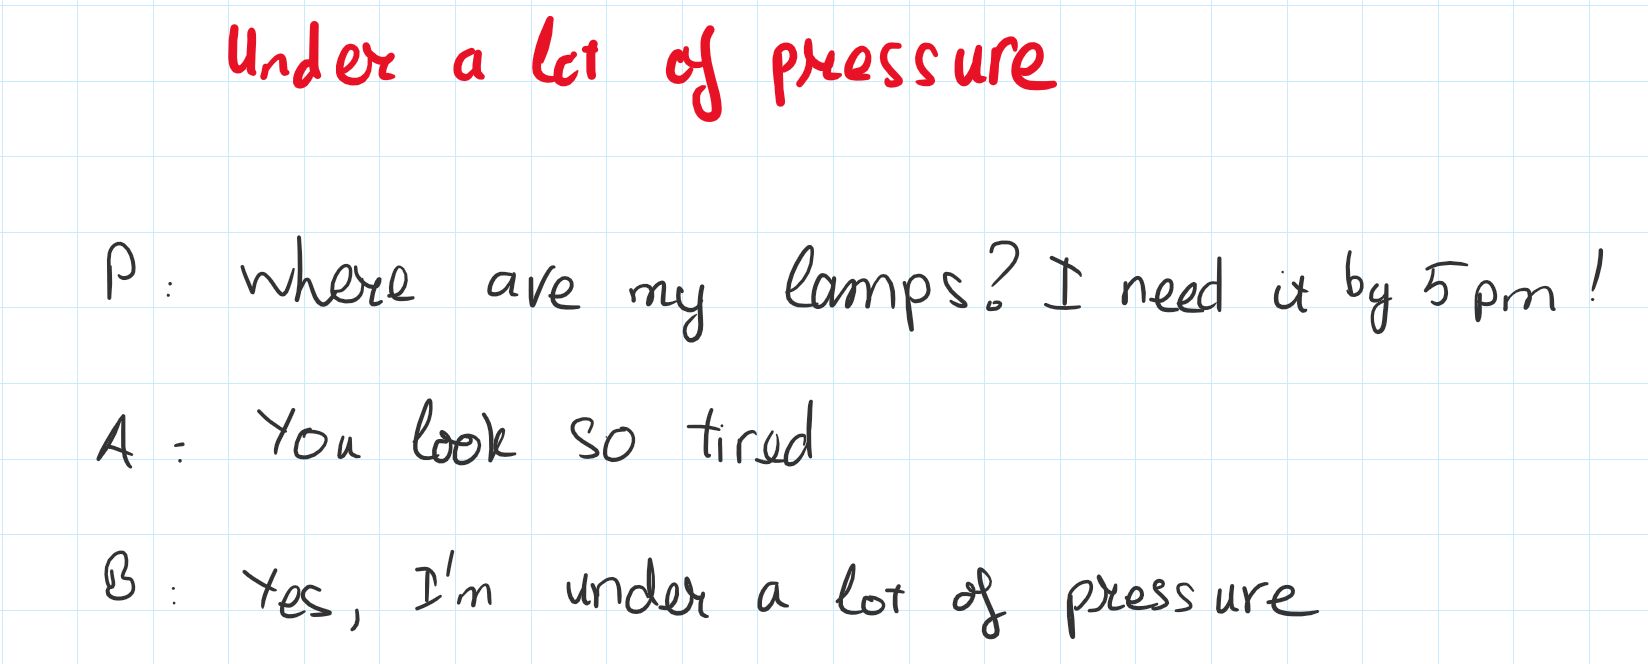 Under a lot of pressure
P: where are my lamps? I need it by 5pm!
A: You look so tired
B: Yes, I'm under a lot of pressure